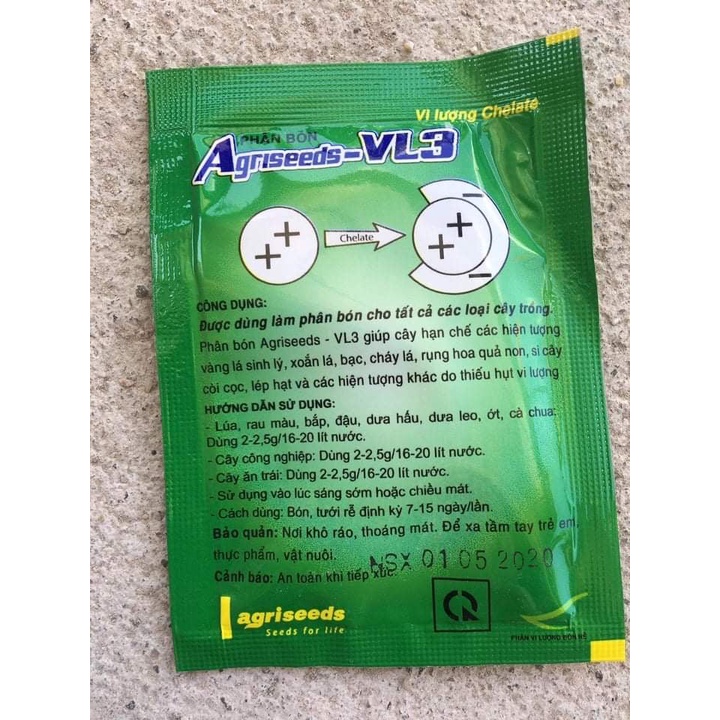 Vi lượng Chelate
PHÂN BÓN
Agriseeds-VL3
++ Chelate ++
CÔNG DỤNG:
Được dùng làm phân bón cho tất cả các loại cây trồng.
Phân bón Agriseeds - VL3 giúp cây hạn chế các hiện tượng
vàng lá sinh lý, xoắn lá, bạc, cháy lá, rụng hoa quả non, si cây
còi cọc, lép hạt và các hiện tượng khác do thiếu hụt vi lượng
HƯỚNG DẪN SỬ DỤNG:
- Lúa, rau màu, bắp, đậu, dưa hấu, dưa leo, ớt, cà chua:
Dùng 2-2,5g/16-20 lít nước.
- Cây công nghiệp: Dùng 2-2,5g/16-20 lít nước.
- Cây ăn trái: Dùng 2-2,5g/16-20 lít nước.
- Sử dụng vào lúc sáng sớm hoặc chiều mát.
- Cách dùng: Bón, tưới rễ định kỳ 7-15 ngày/lần.
Bảo quản: Nơi khô ráo, thoáng mát. Để xa tầm tay trẻ em,
thực phẩm, vật nuôi.
NSX 01 05 2020
Cảnh báo: An toàn khi tiếp xúc.
agriseeds
Seeds for life
PHÂN VI LƯỢNG BÓN RỄ